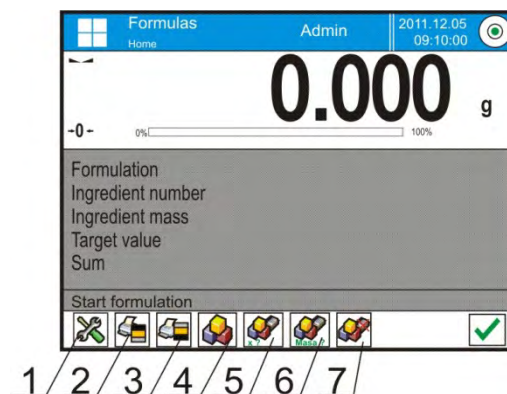 Formulas
Home
Admin
2011.12.05
09:10:00
0.000 g
→0← 0% 100%
Formulation
Ingredient number
Ingredient mass
Target value
Sum
Start formulation
x ? Masa ?
1 2 3 4 5 6 7